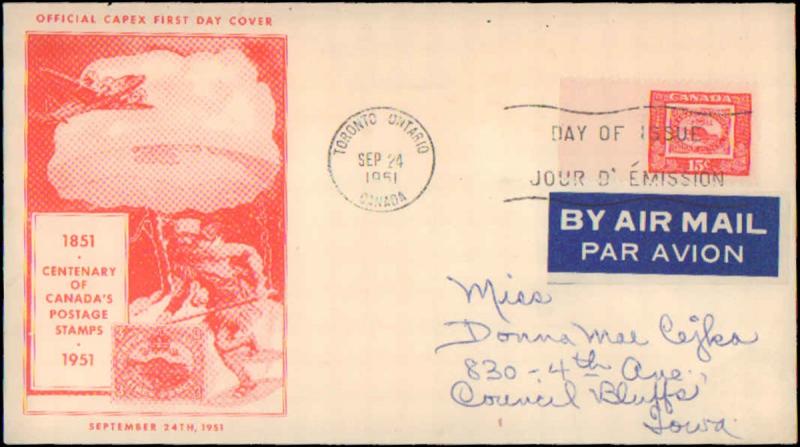 OFFICIAL CAPEX FIRST DAY COVER
1851
·
CENTENARY
OF
CANADA'S
POSTAGE
STAMPS
·
1951
SEPTEMBER 24TH, 1951
TORONTO ONTARIO
SEP 24
1951
CANADA
CANADA
15¢
DAY OF ISSUE
JOUR D'ÉMISSION
BY AIR MAIL
PAR AVION
Miss
Donna Mae Cejka
830-4th Ave.,
Council Bluffs
Iowa